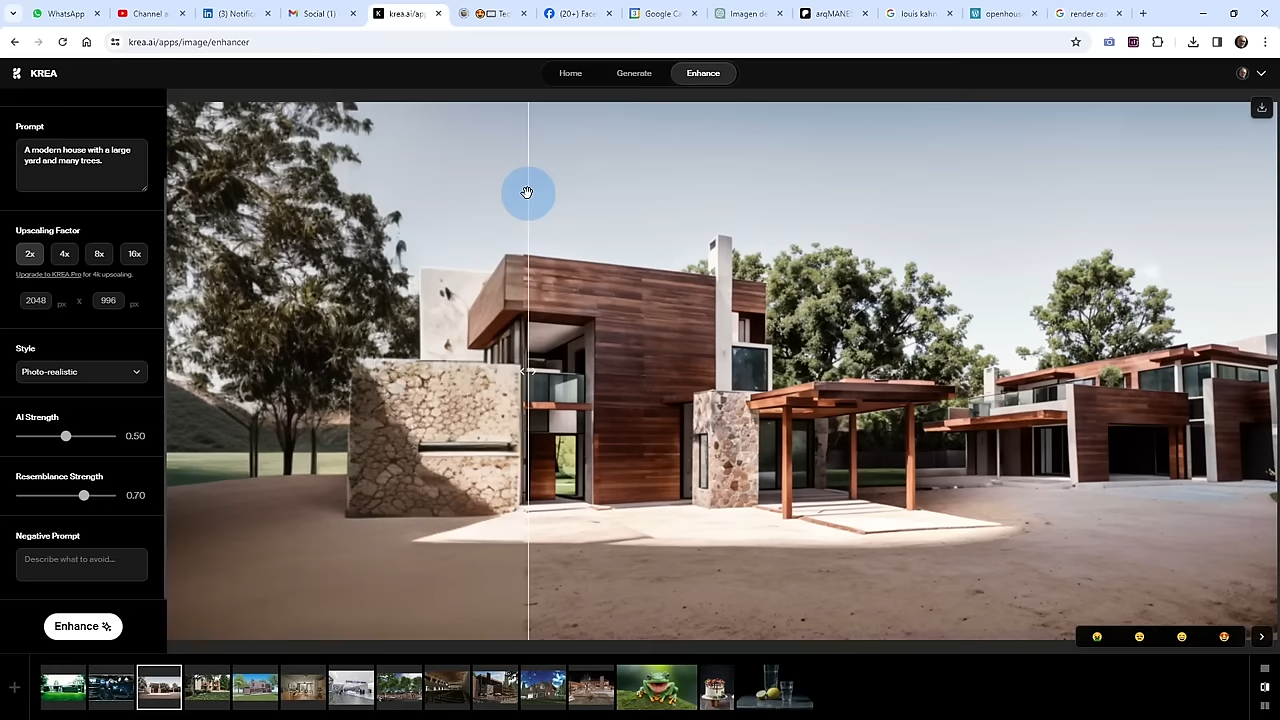 WhatsApp
Channel a
(3) Notific
Social (1)
krea.ai/ap
Tec
(20+) Face
Google Ca
Imagen de
arqMANES
louis kahn
openhous
render cas
krea.ai/apps/image/enhancer
KREA
Home
Generate
Enhance
Prompt
A modern house with a large
yard and many trees.
Upscaling Factor
2x 4x 8x 16x
Upgrade to KREA Pro for 4k upscaling.
2048 px X 996 px
Style
Photo-realistic
AI Strength
0.50
Resemblance Strength
0.70
Negative Prompt
Describe what to avoid...
Enhance